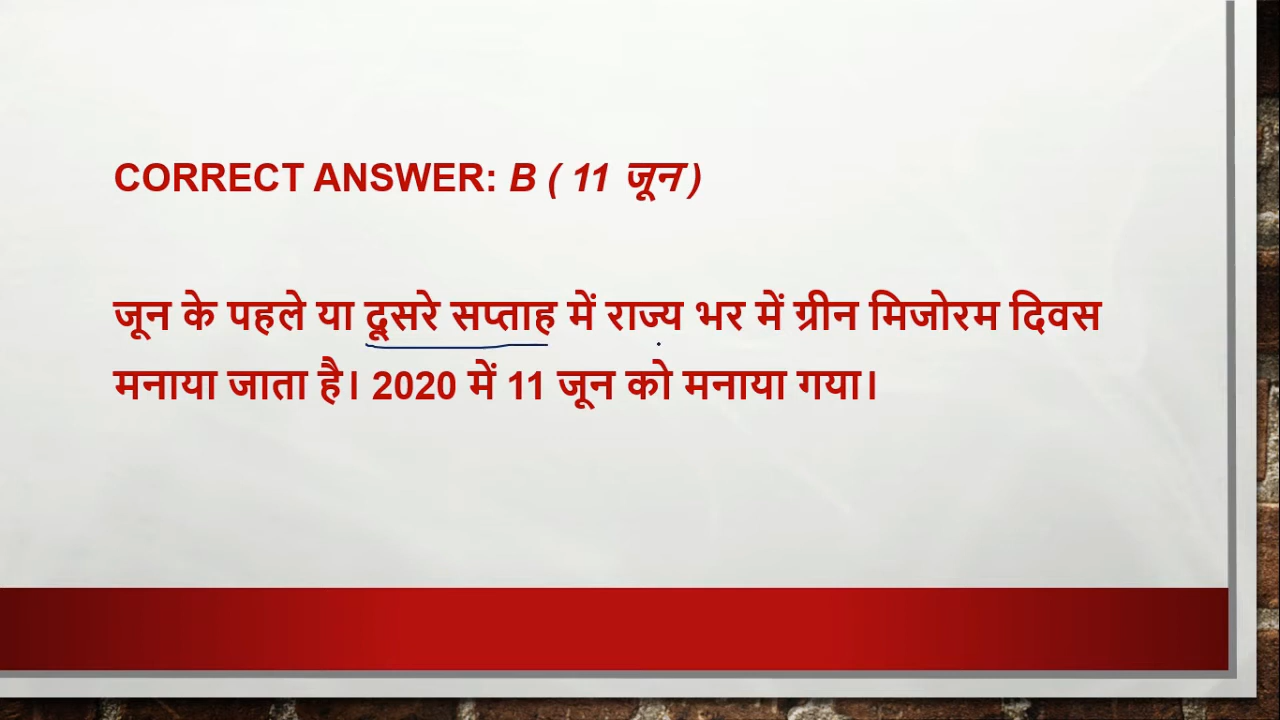 CORRECT ANSWER: B ( 11 जून )
जून के पहले या दूसरे सप्ताह में राज्य भर में ग्रीन मिजोरम दिवस
मनाया जाता है। 2020 में 11 जून को मनाया गया।